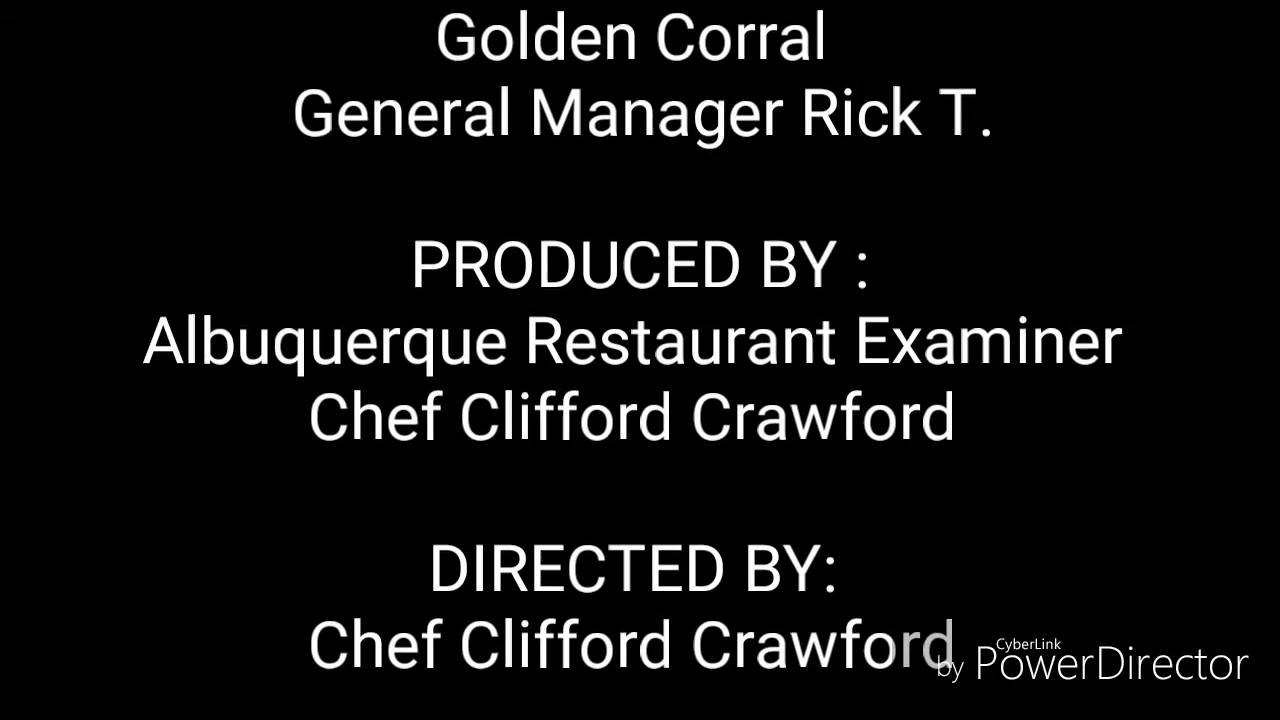 Golden Corral
General Manager Rick T.
PRODUCED BY :
Albuquerque Restaurant Examiner
Chef Clifford Crawford
DIRECTED BY:
Chef Clifford Crawford
CyberLink
by PowerDirector